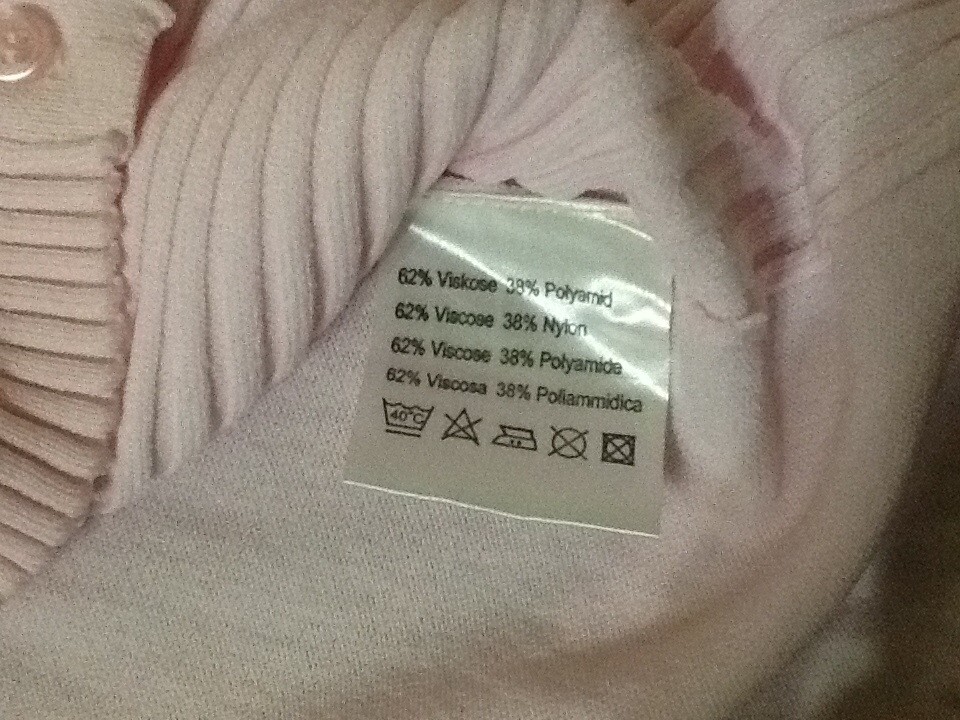 62% Viskose 38% Polyamid
62% Viscose 38% Nylon
62% Viscose 38% Polyamide
62% Viscosa 38% Poliammidica
40°C